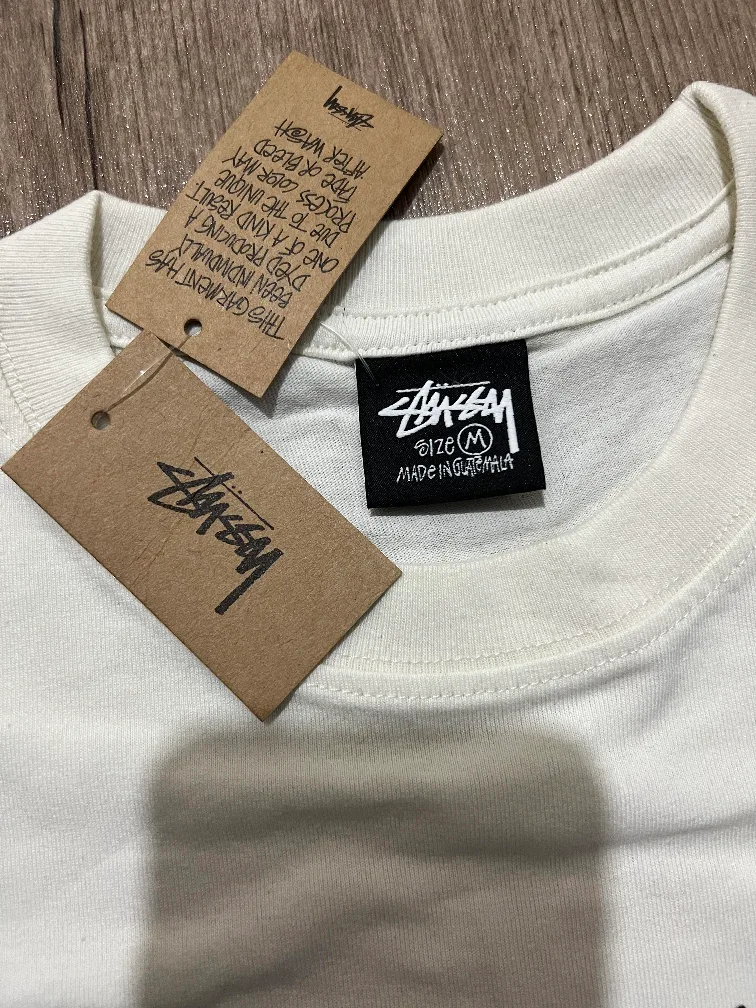 Stüssy
THIS GARMENT HAS
BEEN INDIVIDUALLY
DYED PRODUCING A
ONE OF A KIND RESULT.
DUE TO THE UNIQUE
PROCESS COLOR MAY
FADE OR BLEED
AFTER WASH
Stüssy
Stüssy
SIZE M
MADE IN GUATEMALA